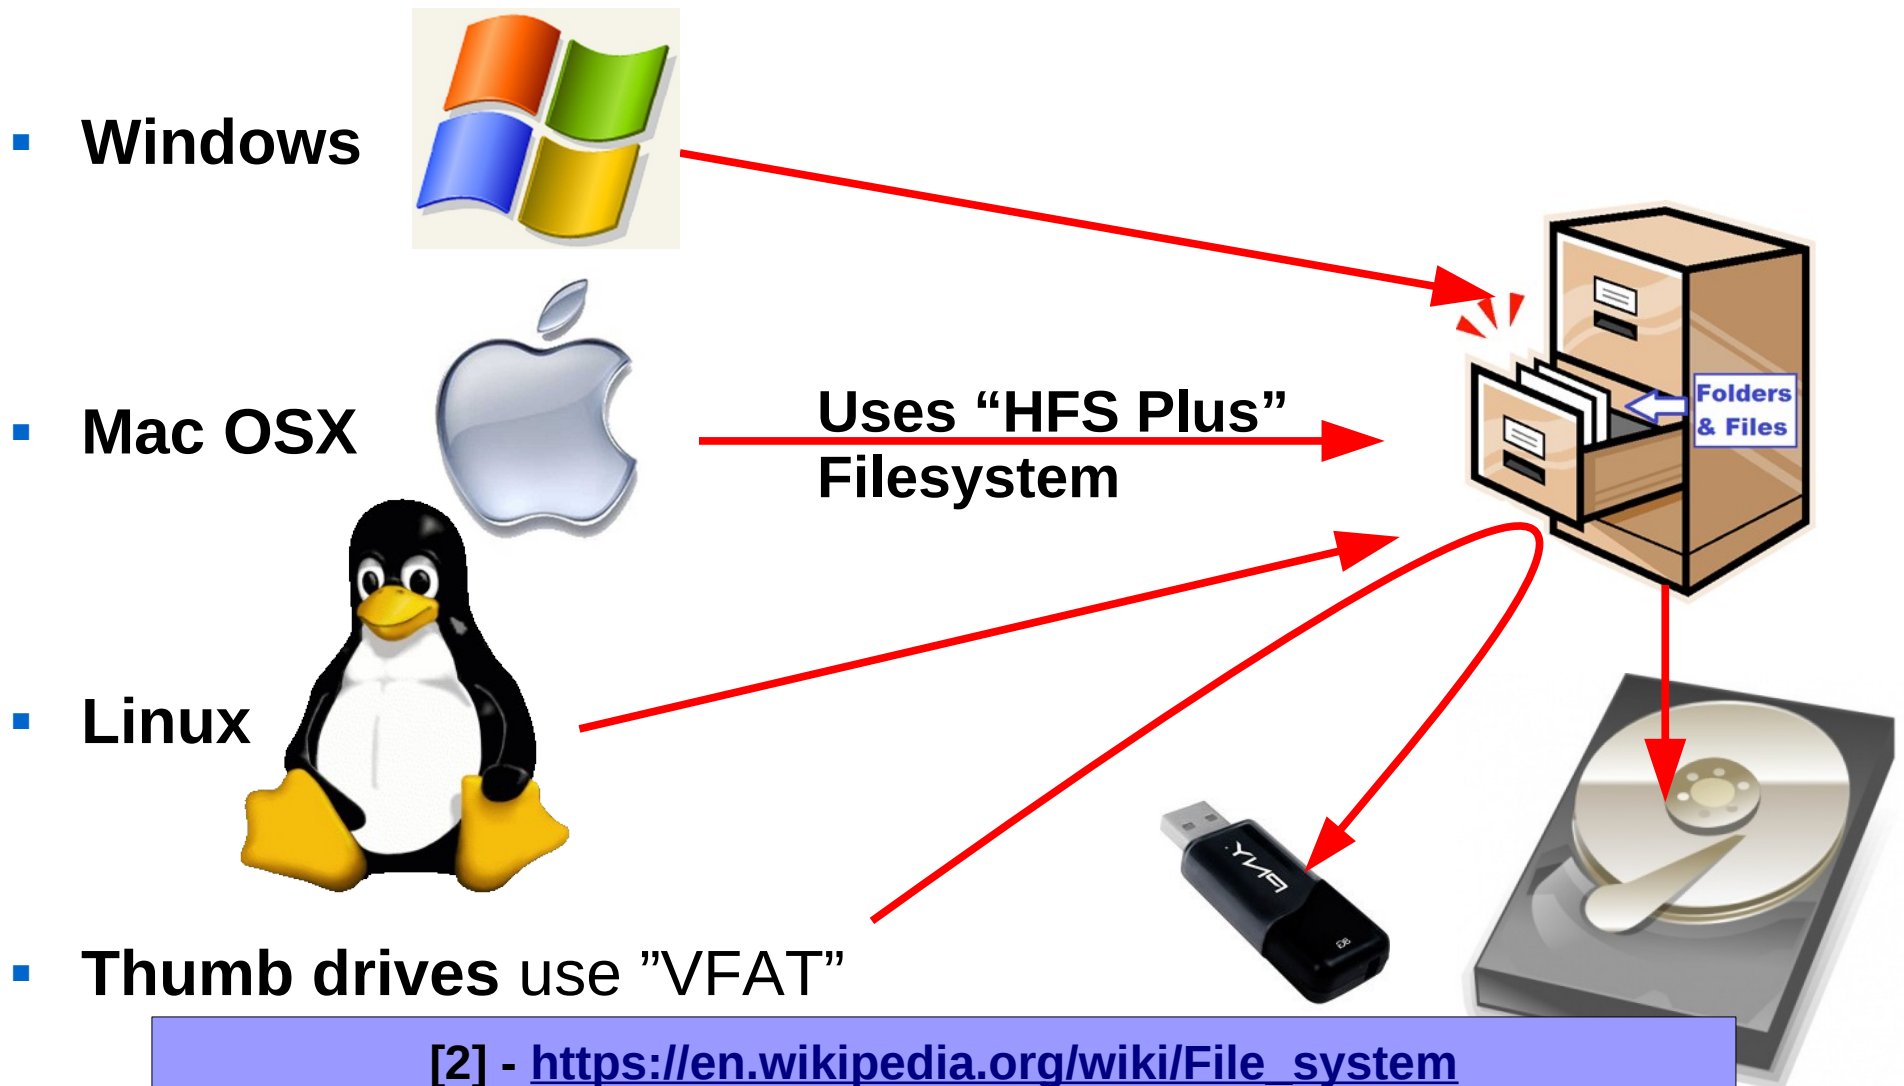 Windows
Mac OSX
Uses “HFS Plus”
Filesystem
Folders
& Files
Linux
PNY.
Thumb drives use ”VFAT”
[2] - https://en.wikipedia.org/wiki/File_system